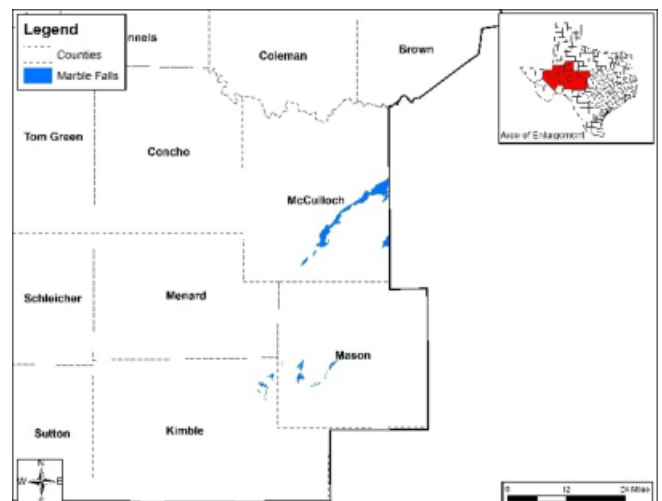 Legend
nnels
Counties
Marble Falls
Coleman
Brown
Area of Enlargement
Tom Green
Concho
McCulloch
Schleicher
Menard
Mason
Sutton
Kimble
N
W E
S
0 12 24 Miles